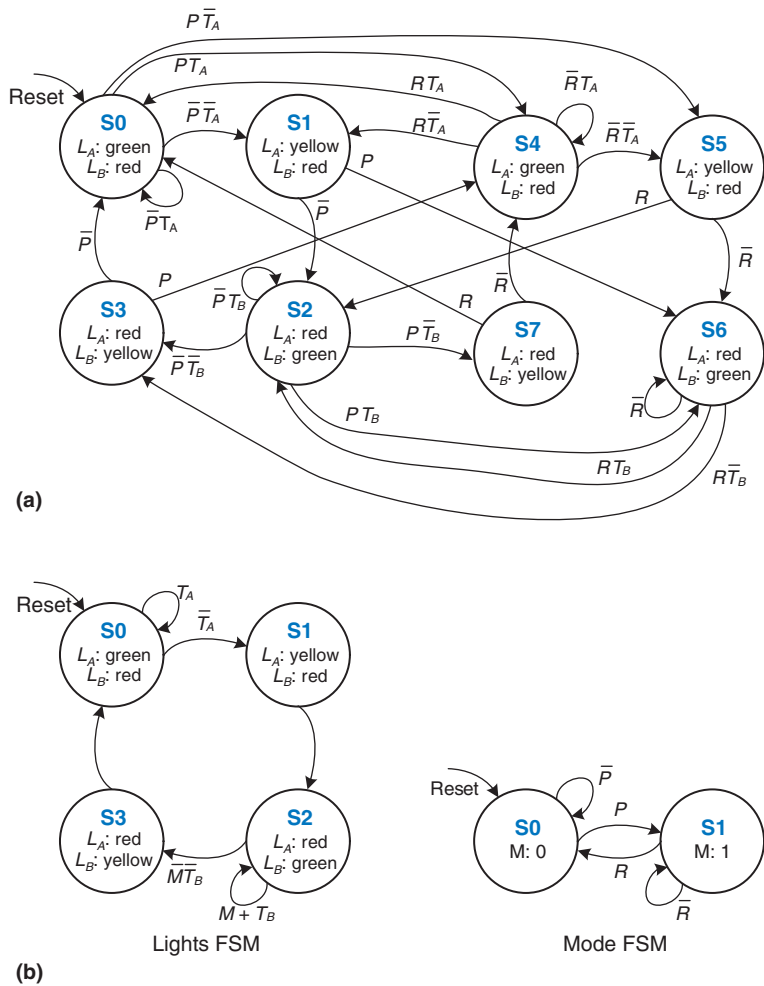 P T̅A
PTA
RTA
R̅TA
Reset
S0
LA: green
LB: red
P̅ T̅A
S1
LA: yellow
LB: red
RT̅A
P
S4
LA: green
LB: red
R̅T̅A
S5
LA: yellow
LB: red
P̅TA
P̅
P̅
R
R̅
P
S3
LA: red
LB: yellow
P̅ TB
P̅T̅B
S2
LA: red
LB: green
PT̅B
R
R̅
S7
LA: red
LB: yellow
S6
LA: red
LB: green
R̅
PTB
RTB
RT̅B
(a)
Reset
TA
S0
LA: green
LB: red
T̅A
S1
LA: yellow
LB: red
S3
LA: red
LB: yellow
M̅T̅B
S2
LA: red
LB: green
M + TB
Lights FSM
Reset
P̅
S0
M: 0
P
R
S1
M: 1
R̅
Mode FSM
(b)